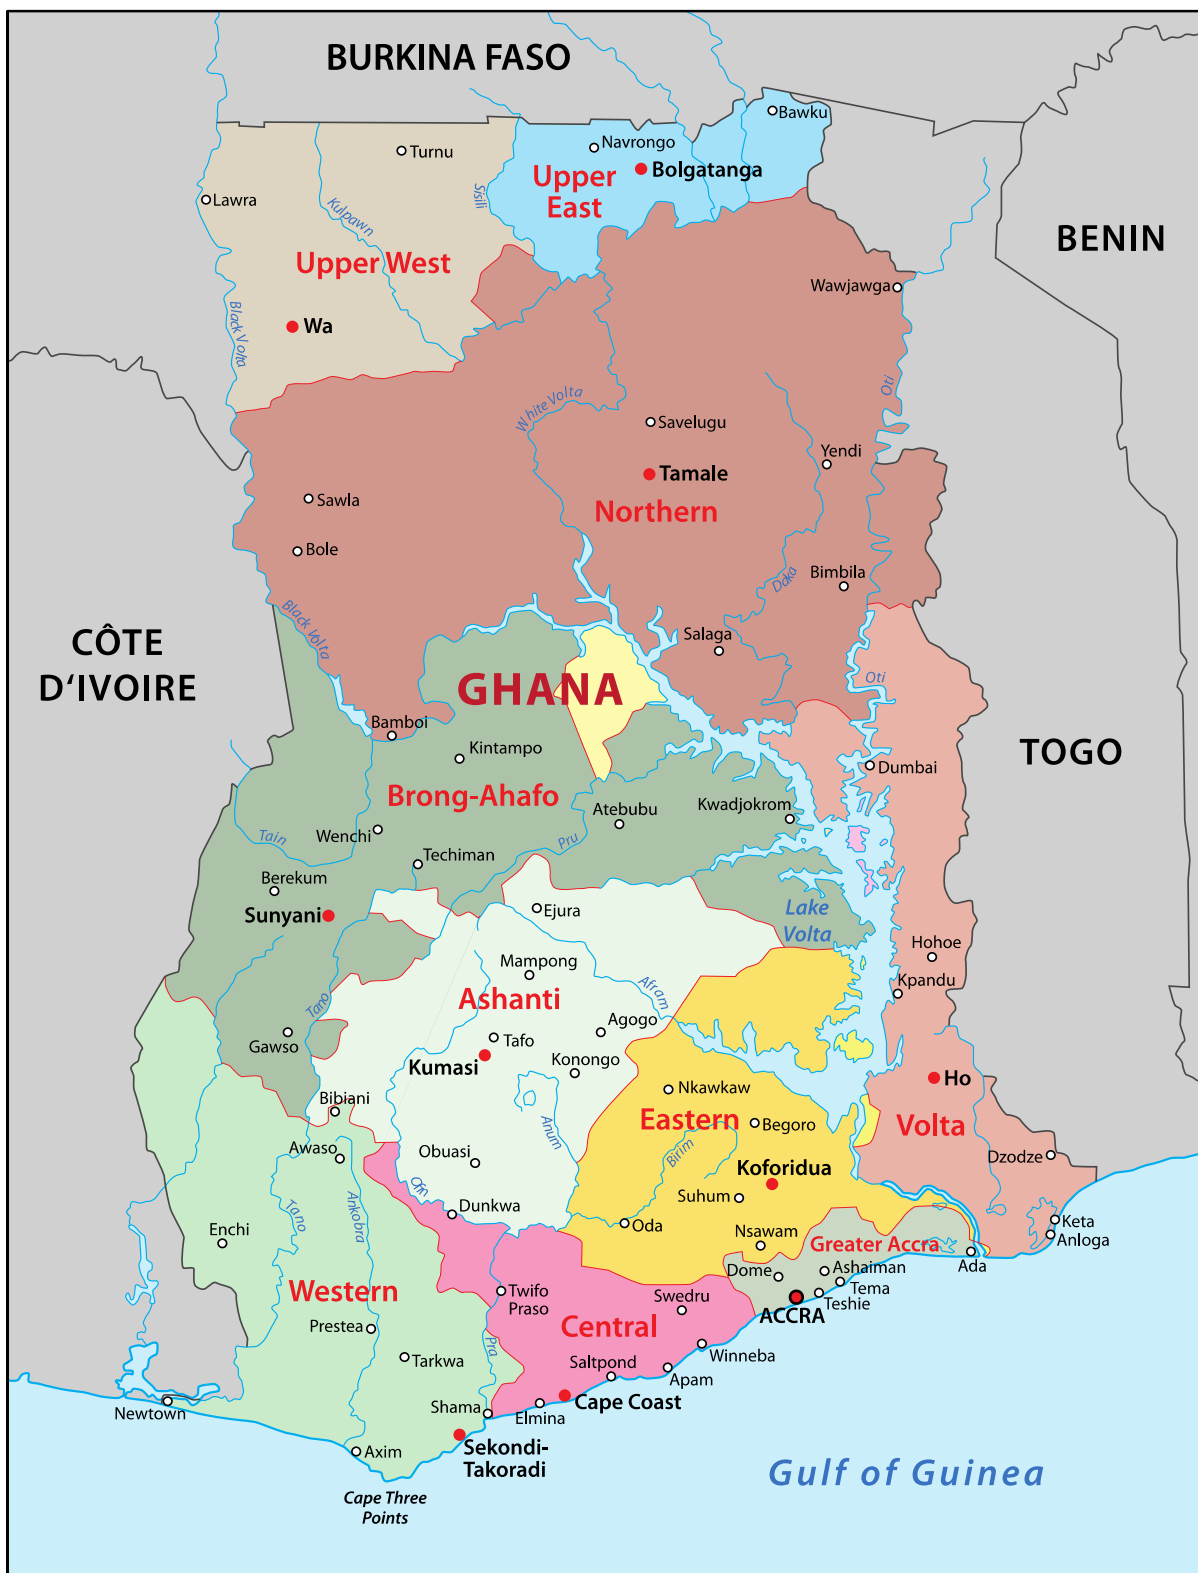 BURKINA FASO
Bawku
Navrongo
Turnu
Bolgatanga
Upper
East
Sisili
Lawra
Kulpawn
BENIN
Upper West
Wawjawga
Black Volta
Wa
Oti
White Volta
Savelugu
Yendi
Tamale
Sawla
Northern
Bole
Bimbila
Daka
Black Volta
CÔTE
D'IVOIRE
Salaga
GHANA
Oti
Bamboi
Kintampo
TOGO
Dumbai
Brong-Ahafo
Atebubu
Kwadjokrom
Tain
Wenchi
Pru
Techiman
Berekum
Sunyani
Ejura
Lake
Volta
Hohoe
Mampong
Kpandu
Ashanti
Afram
Tano
Agogo
Gawso
Tafo
Kumasi
Konongo
Ho
Nkawkaw
Bibiani
Eastern
Begoro
Volta
Anum
Awaso
Obuasi
Birim
Dzodze
Koforidua
Ofin
Suhum
Tano
Ankobra
Dunkwa
Oda
Keta
Enchi
Nsawam
Anloga
Greater Accra
Ada
Dome
Ashaiman
Western
Twifo
Praso
Tema
Swedru
Teshie
ACCRA
Prestea
Central
Pra
Winneba
Tarkwa
Saltpond
Apam
Cape Coast
Newtown
Shama
Elmina
Axim
Sekondi-
Takoradi
Gulf of Guinea
Cape Three
Points